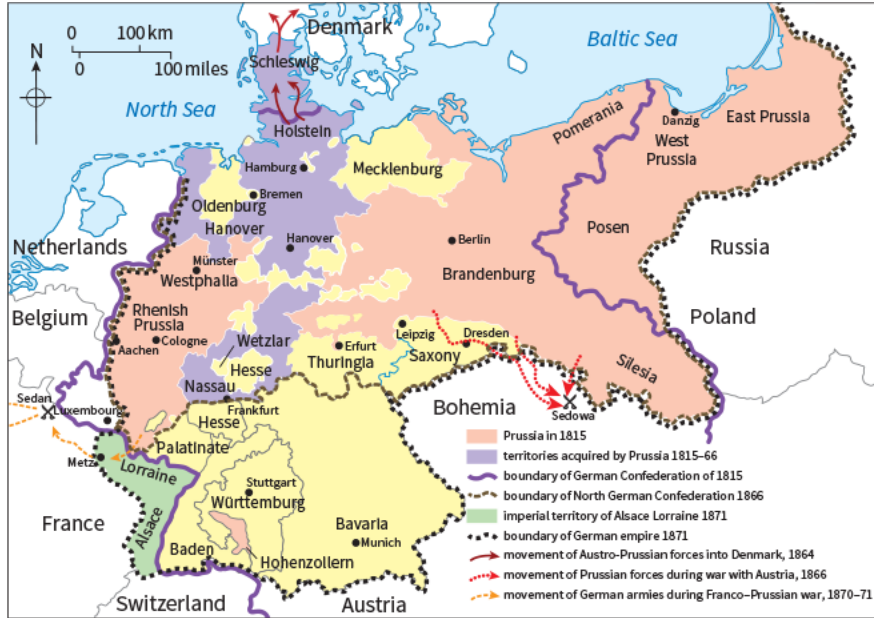 0 100 km
0 100 miles
N
Denmark
Baltic Sea
North Sea
Schleswig
Holstein
Hamburg
Mecklenburg
Pomerania
Danzig
East Prussia
West
Prussia
Oldenburg
Bremen
Hanover
Hanover
Netherlands
Münster
Westphalla
Berlin
Brandenburg
Posen
Russia
Belgium
Rhenish
Prussia
Cologne
Aachen
Wetzlar
Hesse
Nassau
Erfurt
Thuringia
Leipzig
Dresden
Saxony
Poland
Silesia
Sedan
Luxembourg
Frankfurt
Hesse
Palatinate
Bohemia
Sedowa
Metz
Lorraine
Alsace
France
Stuttgart
Württemburg
Bavaria
Munich
Baden
Hohenzollern
Switzerland
Austria
Prussia in 1815
territories acquired by Prussia 1815–66
boundary of German Confederation of 1815
boundary of North German Confederation 1866
imperial territory of Alsace Lorraine 1871
boundary of German empire 1871
movement of Austro-Prussian forces into Denmark, 1864
movement of Prussian forces during war with Austria, 1866
movement of German armies during Franco–Prussian war, 1870–71